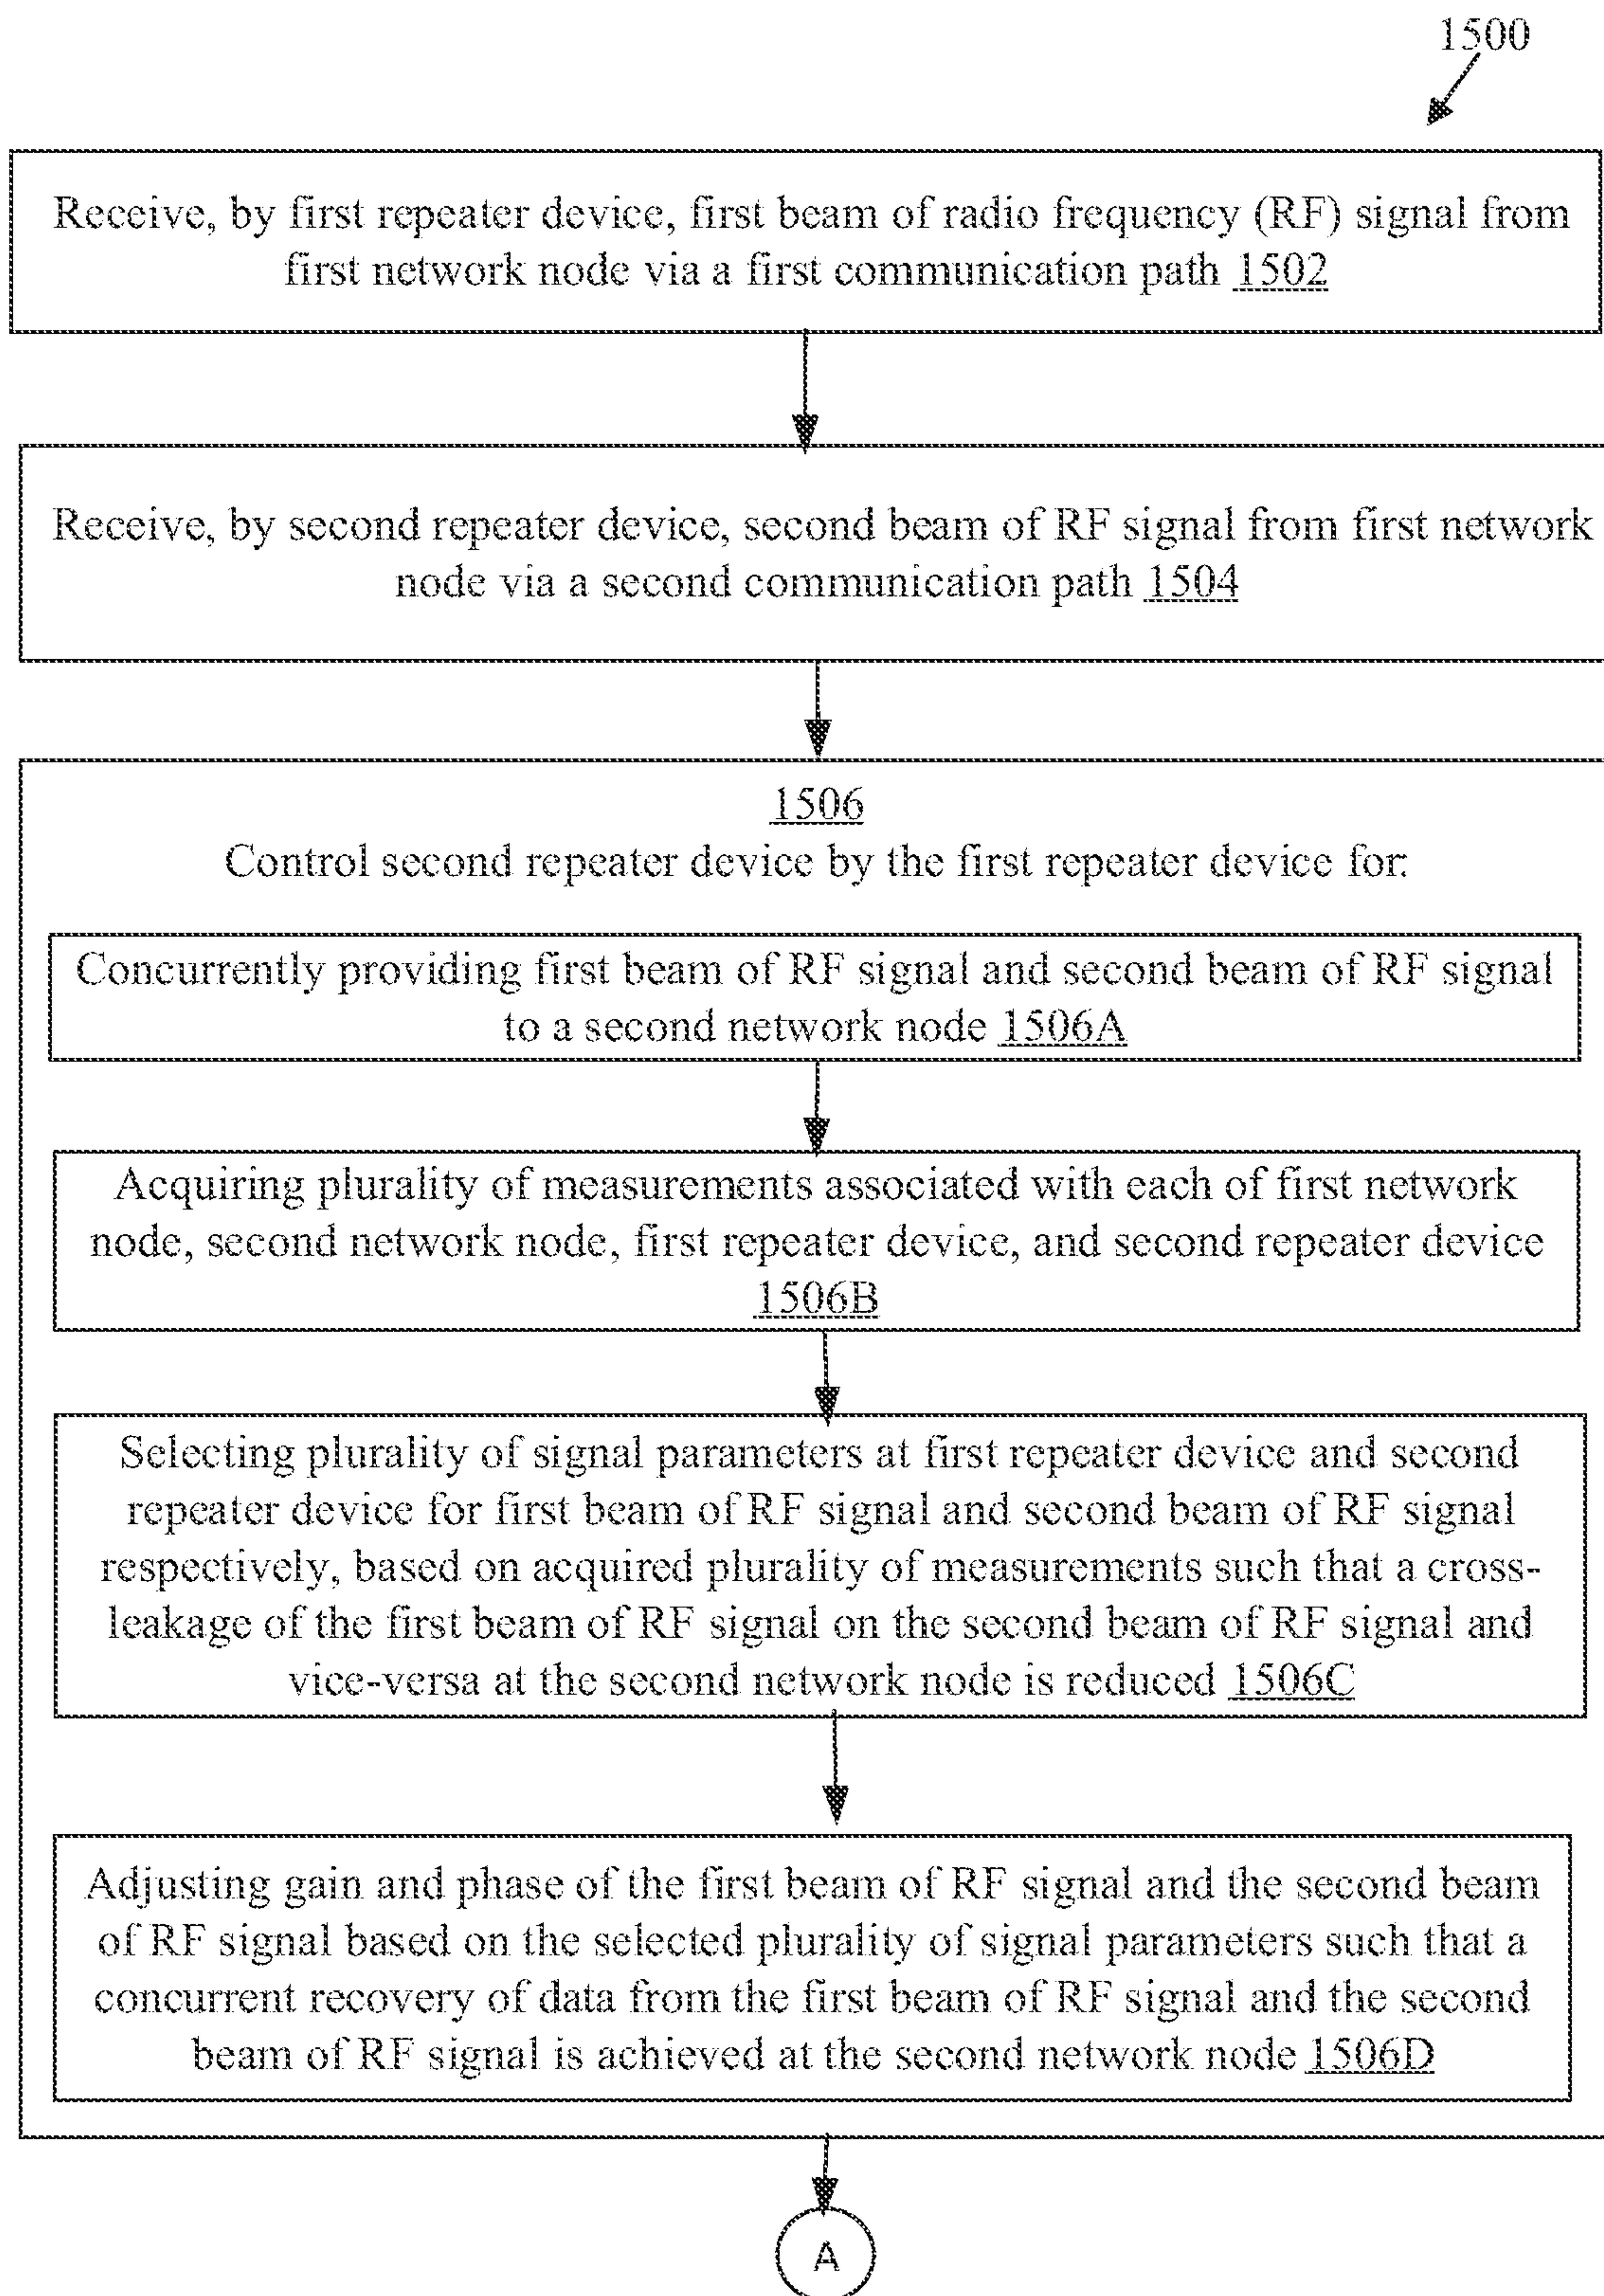 1500
Receive, by first repeater device, first beam of radio frequency (RF) signal from
first network node via a first communication path 1502
Receive, by second repeater device, second beam of RF signal from first network
node via a second communication path 1504
1506
Control second repeater device by the first repeater device for:
Concurrently providing first beam of RF signal and second beam of RF signal
to a second network node 1506A
Acquiring plurality of measurements associated with each of first network
node, second network node, first repeater device, and second repeater device
1506B
Selecting plurality of signal parameters at first repeater device and second
repeater device for first beam of RF signal and second beam of RF signal
respectively, based on acquired plurality of measurements such that a cross-
leakage of the first beam of RF signal on the second beam of RF signal and
vice-versa at the second network node is reduced 1506C
Adjusting gain and phase of the first beam of RF signal and the second beam
of RF signal based on the selected plurality of signal parameters such that a
concurrent recovery of data from the first beam of RF signal and the second
beam of RF signal is achieved at the second network node 1506D
A